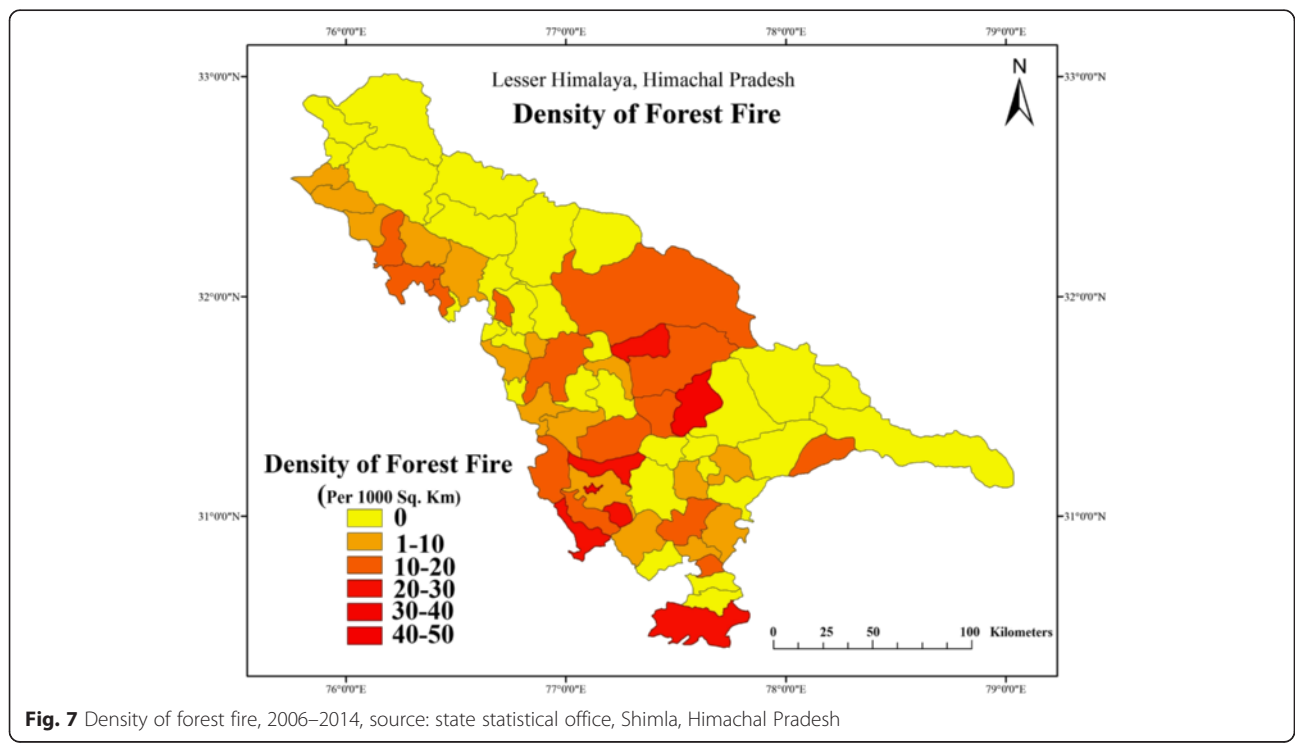 76°0'0"E 77°0'0"E 78°0'0"E 79°0'0"E
33°0'0"N 33°0'0"N
Lesser Himalaya, Himachal Pradesh
Density of Forest Fire
N
32°0'0"N 32°0'0"N
Density of Forest Fire
(Per 1000 Sq. Km)
0
1-10
10-20
20-30
30-40
40-50
31°0'0"N 31°0'0"N
0 25 50 100 Kilometers
76°0'0"E 77°0'0"E 78°0'0"E 79°0'0"E
Fig. 7 Density of forest fire, 2006–2014, source: state statistical office, Shimla, Himachal Pradesh